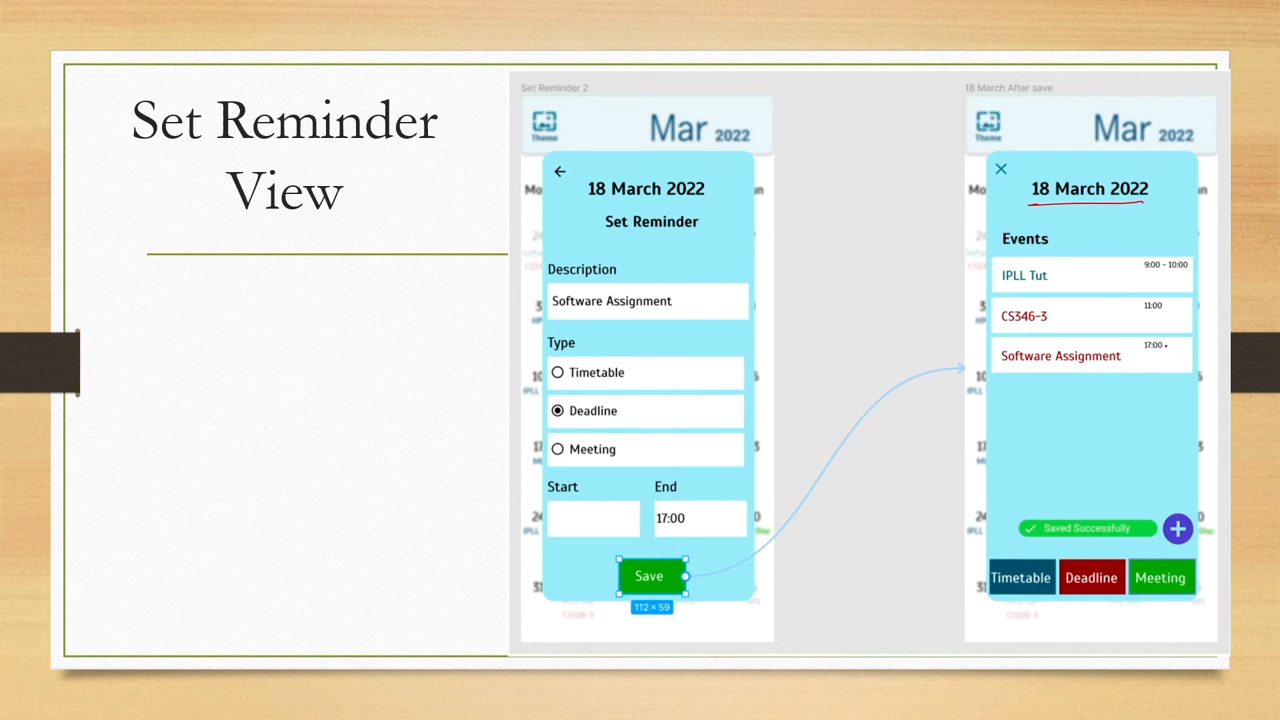 Set Reminder
View
Set Reminder 2
Theme
Mar 2022
18 March 2022
Set Reminder
Description
Software Assignment
Type
Timetable
Deadline
Meeting
Start End
17:00
Save
112 × 59
18 March After save
Theme
Mar 2022
18 March 2022
Events
IPLL Tut 9:00 - 10:00
CS346-3 11:00
Software Assignment 17:00
Saved Successfully
+
Timetable Deadline Meeting